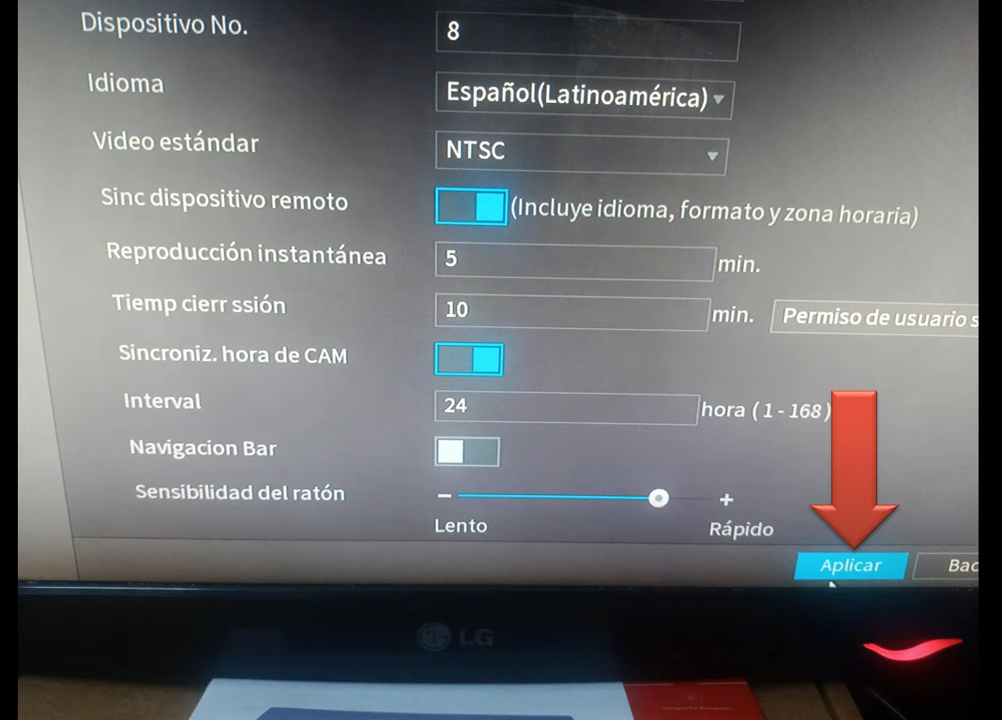 Dispositivo No. 8
Idioma Español(Latinoamérica)
Video estándar NTSC
Sinc dispositivo remoto (Incluye idioma, formato y zona horaria)
Reproducción instantánea 5 min.
Tiemp cierr ssión 10 min. Permiso de usuario s
Sincroniz. hora de CAM
Interval 24 hora ( 1 - 168 )
Navigacion Bar
Sensibilidad del ratón - +
Lento Rápido
Aplicar Bac
LG